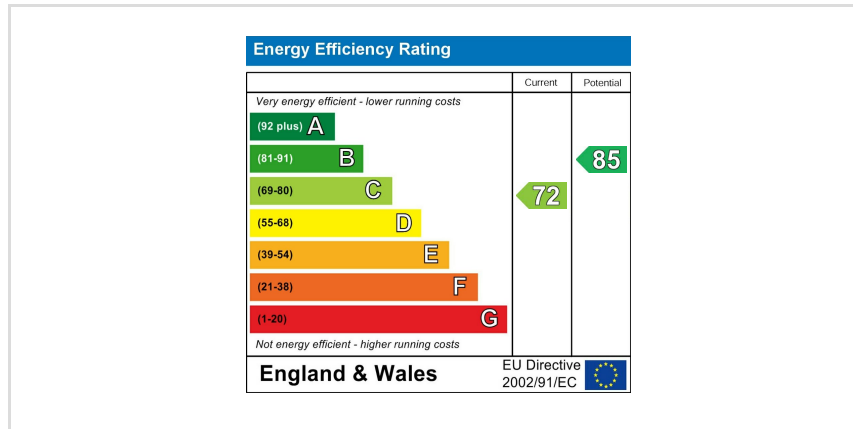 Energy Efficiency Rating
Current Potential
Very energy efficient - lower running costs
(92 plus) A
(81-91) B
85
(69-80) C
72
(55-68) D
(39-54) E
(21-38) F
(1-20) G
Not energy efficient - higher running costs
England & Wales
EU Directive
2002/91/EC